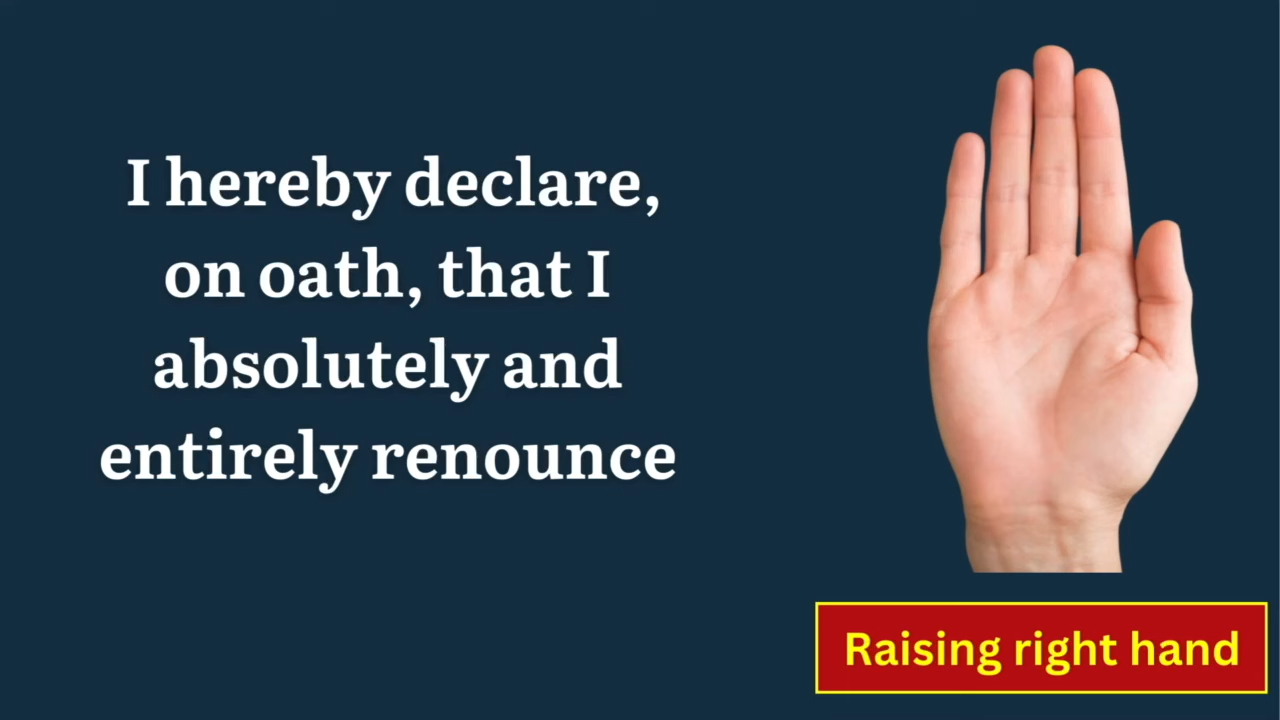 I hereby declare,
on oath, that I
absolutely and
entirely renounce
Raising right hand